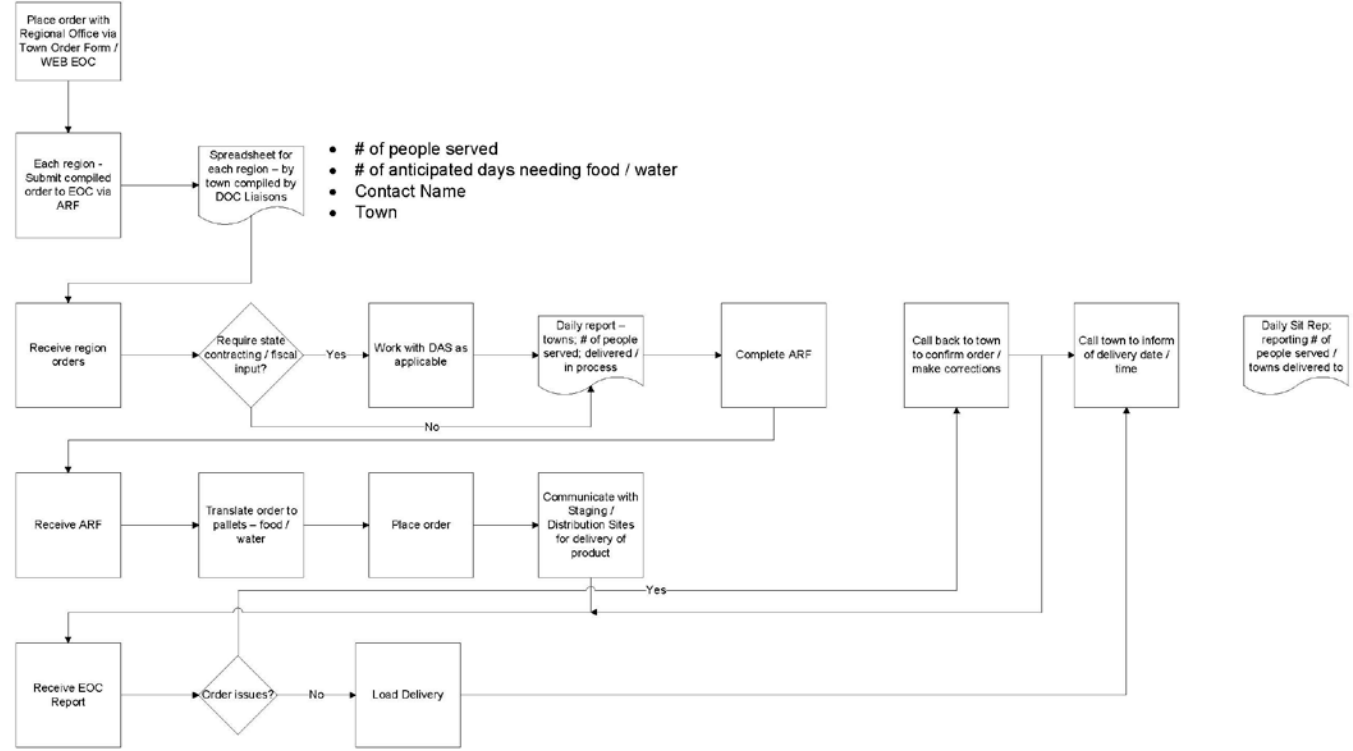 Place order with
Regional Office via
Town Order Form /
WEB EOC
Each region -
Submit compiled
order to EOC via
ARF
Spreadsheet for
each region – by
town compiled by
DOC Liaisons
• # of people served
• # of anticipated days needing food / water
• Contact Name
• Town
Receive region
orders
Require state
contracting / fiscal
input?
Yes
No
Work with DAS as
applicable
Daily report –
towns; # of people
served; delivered /
in process
Complete ARF
Call back to town
to confirm order /
make corrections
Call town to inform
of delivery date /
time
Daily Sit Rep:
reporting # of
people served /
towns delivered to
Receive ARF
Translate order to
pallets – food /
water
Place order
Communicate with
Staging /
Distribution Sites
for delivery of
product
Yes
Receive EOC
Report
Order issues?
No
Load Delivery